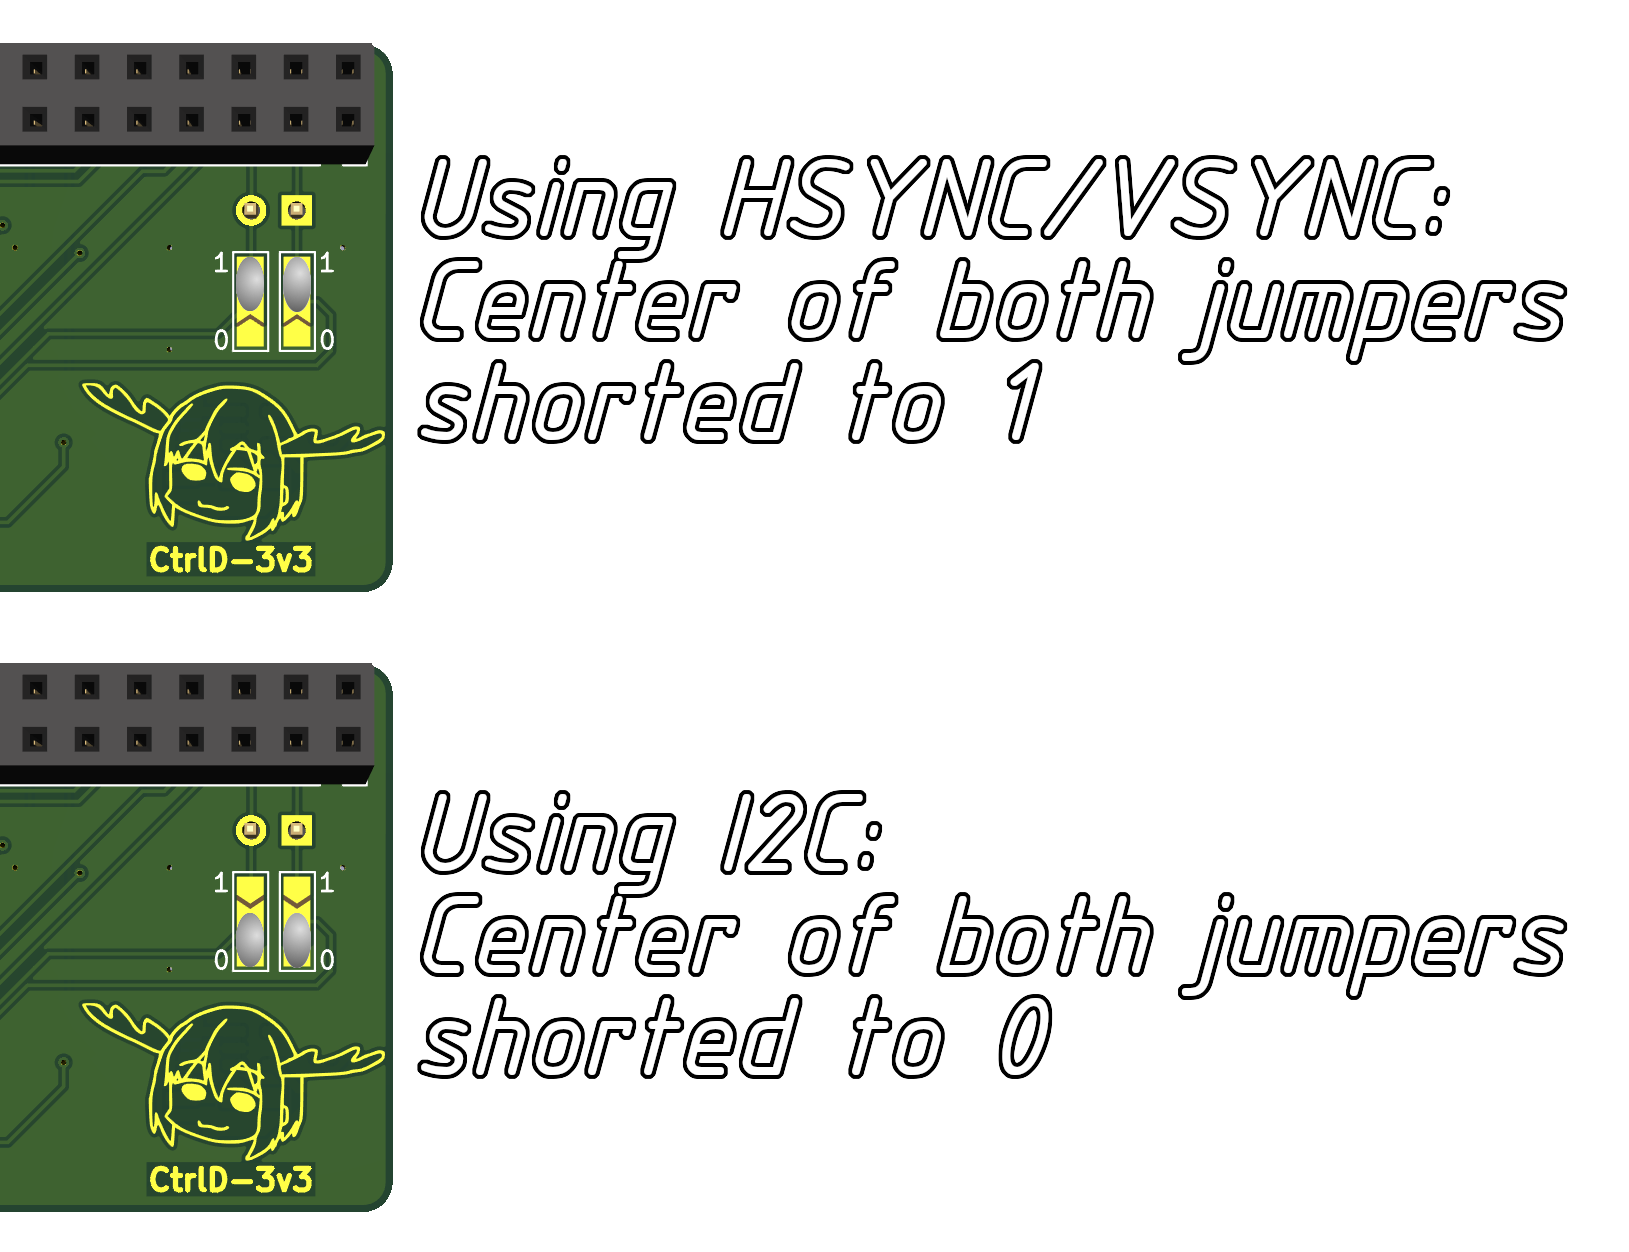 1 1
0 0
CtrlD-3v3
Using HSYNC/VSYNC:
Center of both jumpers
shorted to 1
1 1
0 0
CtrlD-3v3
Using I2C:
Center of both jumpers
shorted to 0